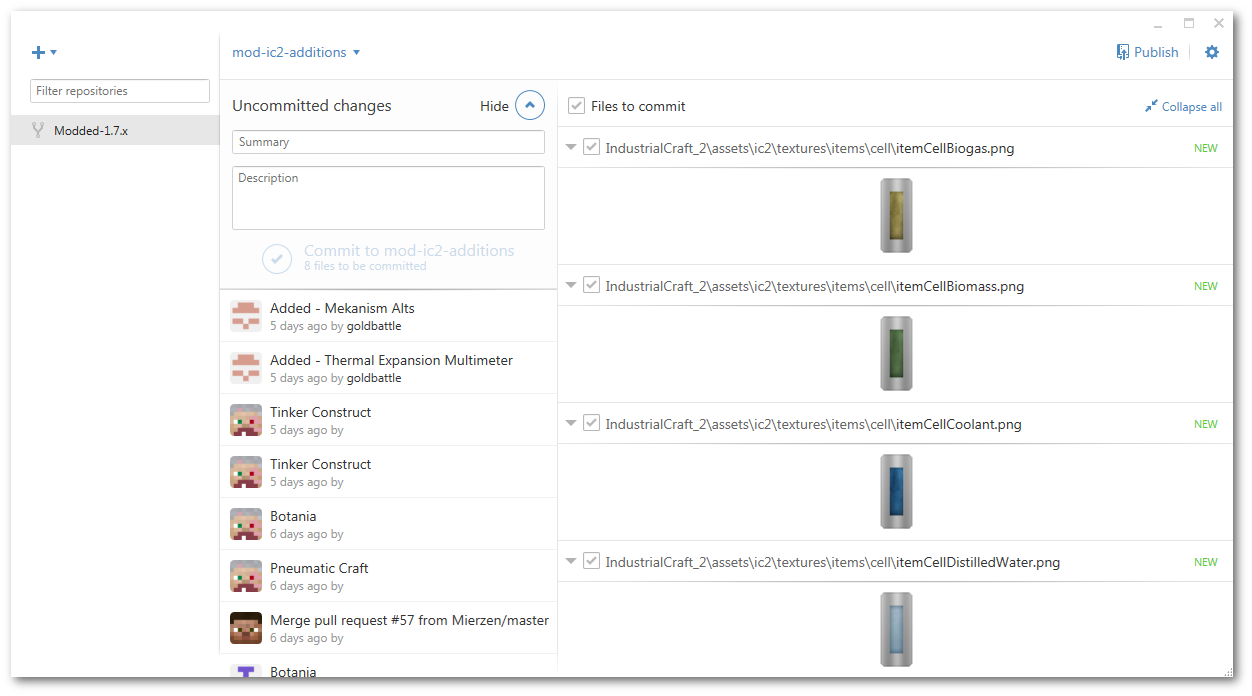 mod-ic2-additions
Publish
Filter repositories
Modded-1.7.x
Uncommitted changes
Hide
Summary
Description
Commit to mod-ic2-additions
8 files to be committed
Added - Mekanism Alts
5 days ago by goldbattle
Added - Thermal Expansion Multimeter
5 days ago by goldbattle
Tinker Construct
5 days ago by
Tinker Construct
5 days ago by
Botania
6 days ago by
Pneumatic Craft
6 days ago by
Merge pull request #57 from Mierzen/master
6 days ago by
Botania
Files to commit
Collapse all
IndustrialCraft_2\assets\ic2\textures\items\cell\itemCellBiogas.png NEW
IndustrialCraft_2\assets\ic2\textures\items\cell\itemCellBiomass.png NEW
IndustrialCraft_2\assets\ic2\textures\items\cell\itemCellCoolant.png NEW
IndustrialCraft_2\assets\ic2\textures\items\cell\itemCellDistilledWater.png NEW